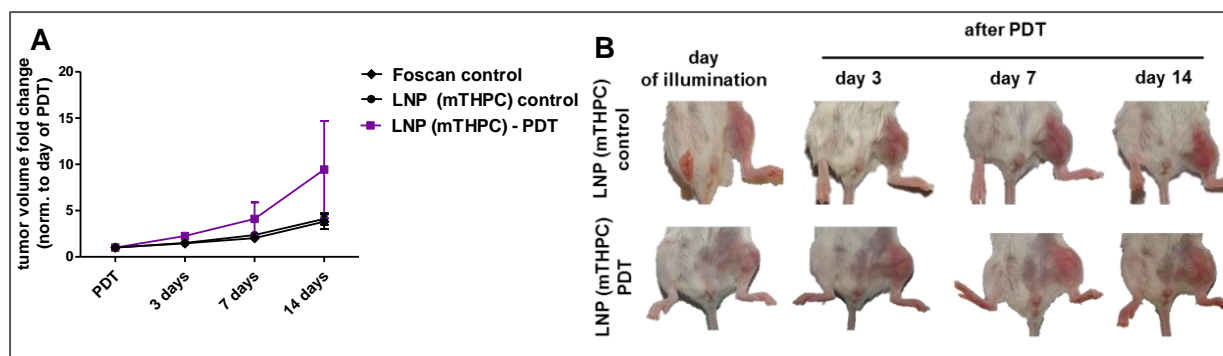 A
tumor volume fold change
(norm. to day of PDT)
20
15
10
5
0
PDT
3 days
7 days
14 days
Foscan control
LNP (mTHPC) control
LNP (mTHPC) - PDT
B
after PDT
day
of illumination
day 3
day 7
day 14
LNP (mTHPC)
control
LNP (mTHPC)
PDT